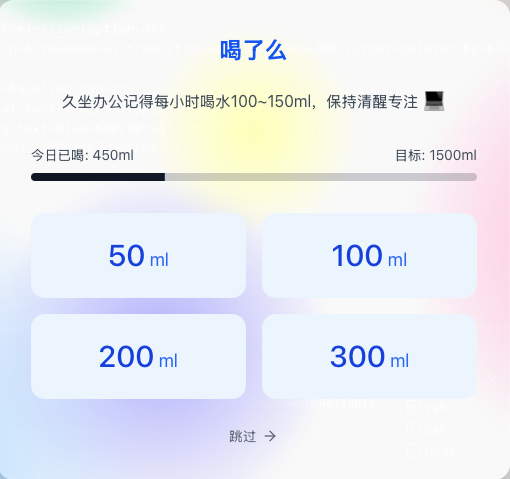 喝了么
久坐办公记得每小时喝水100~150ml，保持清醒专注 💻
今日已喝: 450ml
目标: 1500ml
50 ml
100 ml
200 ml
300 ml
跳过 →